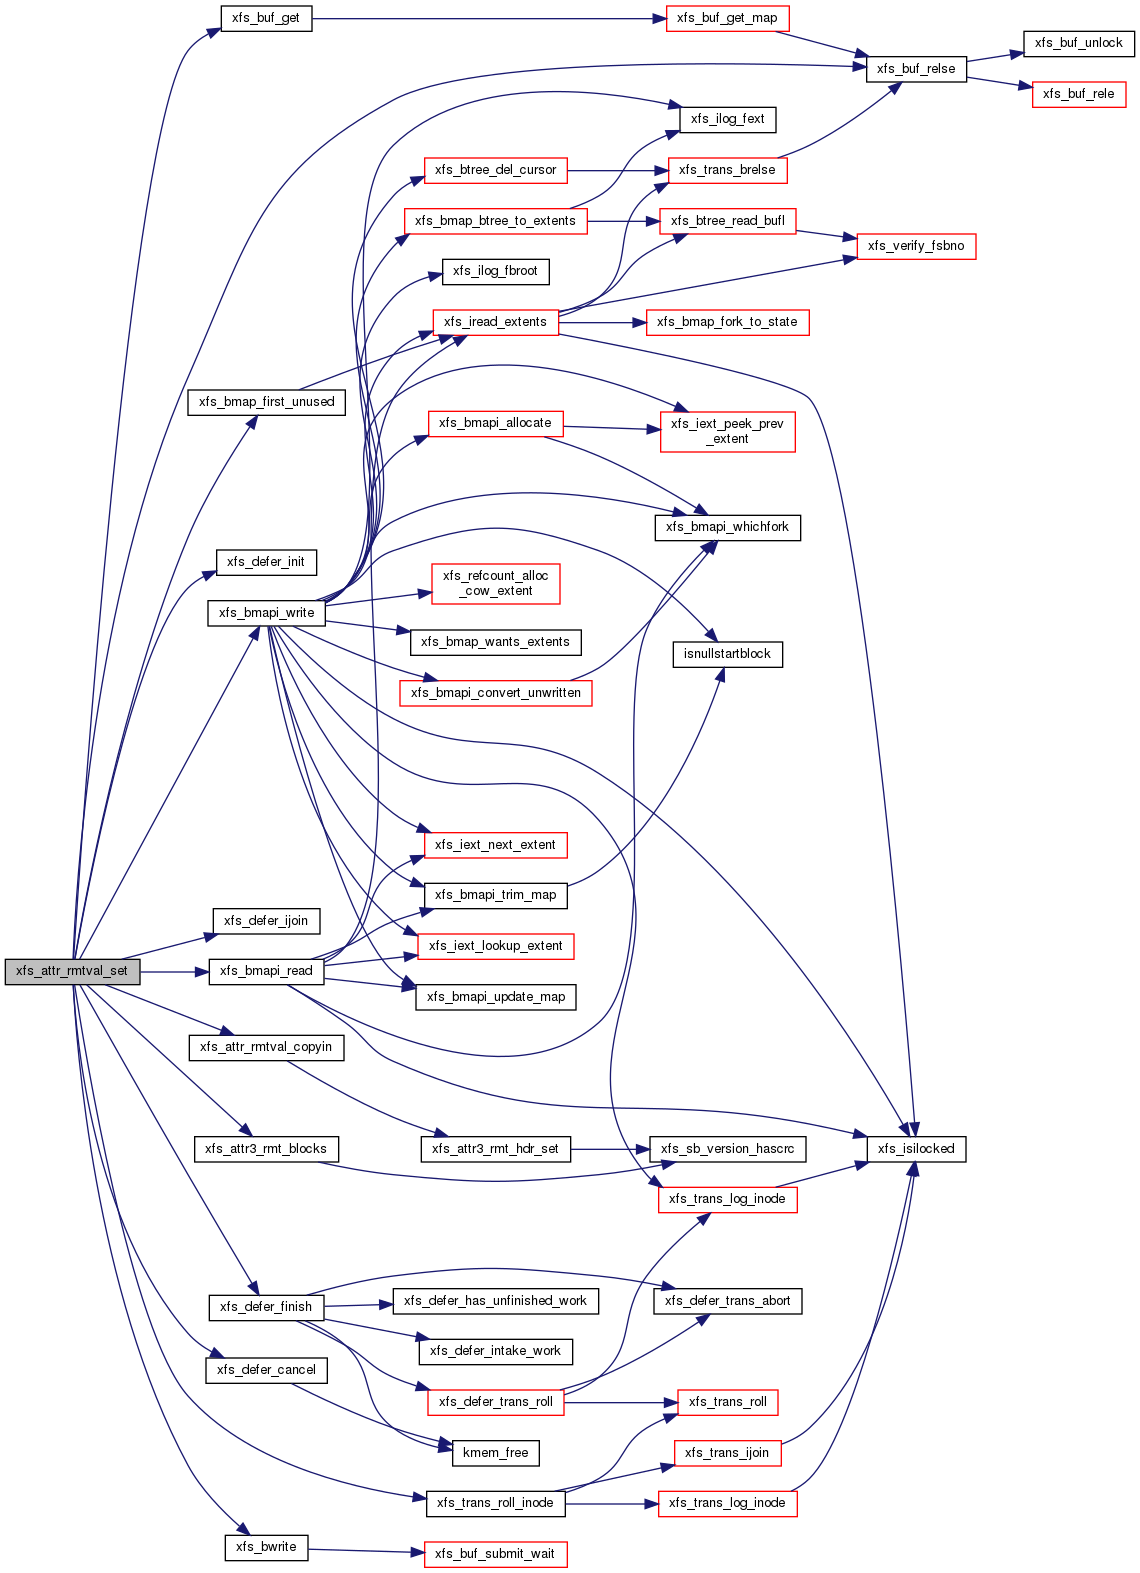 xfs_buf_get
xfs_buf_get_map
xfs_buf_unlock
xfs_buf_relse
xfs_buf_rele
xfs_ilog_fext
xfs_btree_del_cursor
xfs_trans_brelse
xfs_bmap_btree_to_extents
xfs_btree_read_bufl
xfs_verify_fsbno
xfs_ilog_fbroot
xfs_iread_extents
xfs_bmap_fork_to_state
xfs_bmap_first_unused
xfs_bmapi_allocate
xfs_iext_peek_prev
_extent
xfs_bmapi_whichfork
xfs_defer_init
xfs_refcount_alloc
_cow_extent
xfs_bmapi_write
xfs_bmap_wants_extents
isnullstartblock
xfs_bmapi_convert_unwritten
xfs_iext_next_extent
xfs_bmapi_trim_map
xfs_defer_ijoin
xfs_iext_lookup_extent
xfs_attr_rmtval_set
xfs_bmapi_read
xfs_bmapi_update_map
xfs_attr_rmtval_copyin
xfs_attr3_rmt_blocks
xfs_attr3_rmt_hdr_set
xfs_sb_version_hascrc
xfs_isilocked
xfs_trans_log_inode
xfs_defer_finish
xfs_defer_has_unfinished_work
xfs_defer_trans_abort
xfs_defer_intake_work
xfs_defer_cancel
xfs_defer_trans_roll
xfs_trans_roll
kmem_free
xfs_trans_ijoin
xfs_trans_roll_inode
xfs_trans_log_inode
xfs_bwrite
xfs_buf_submit_wait